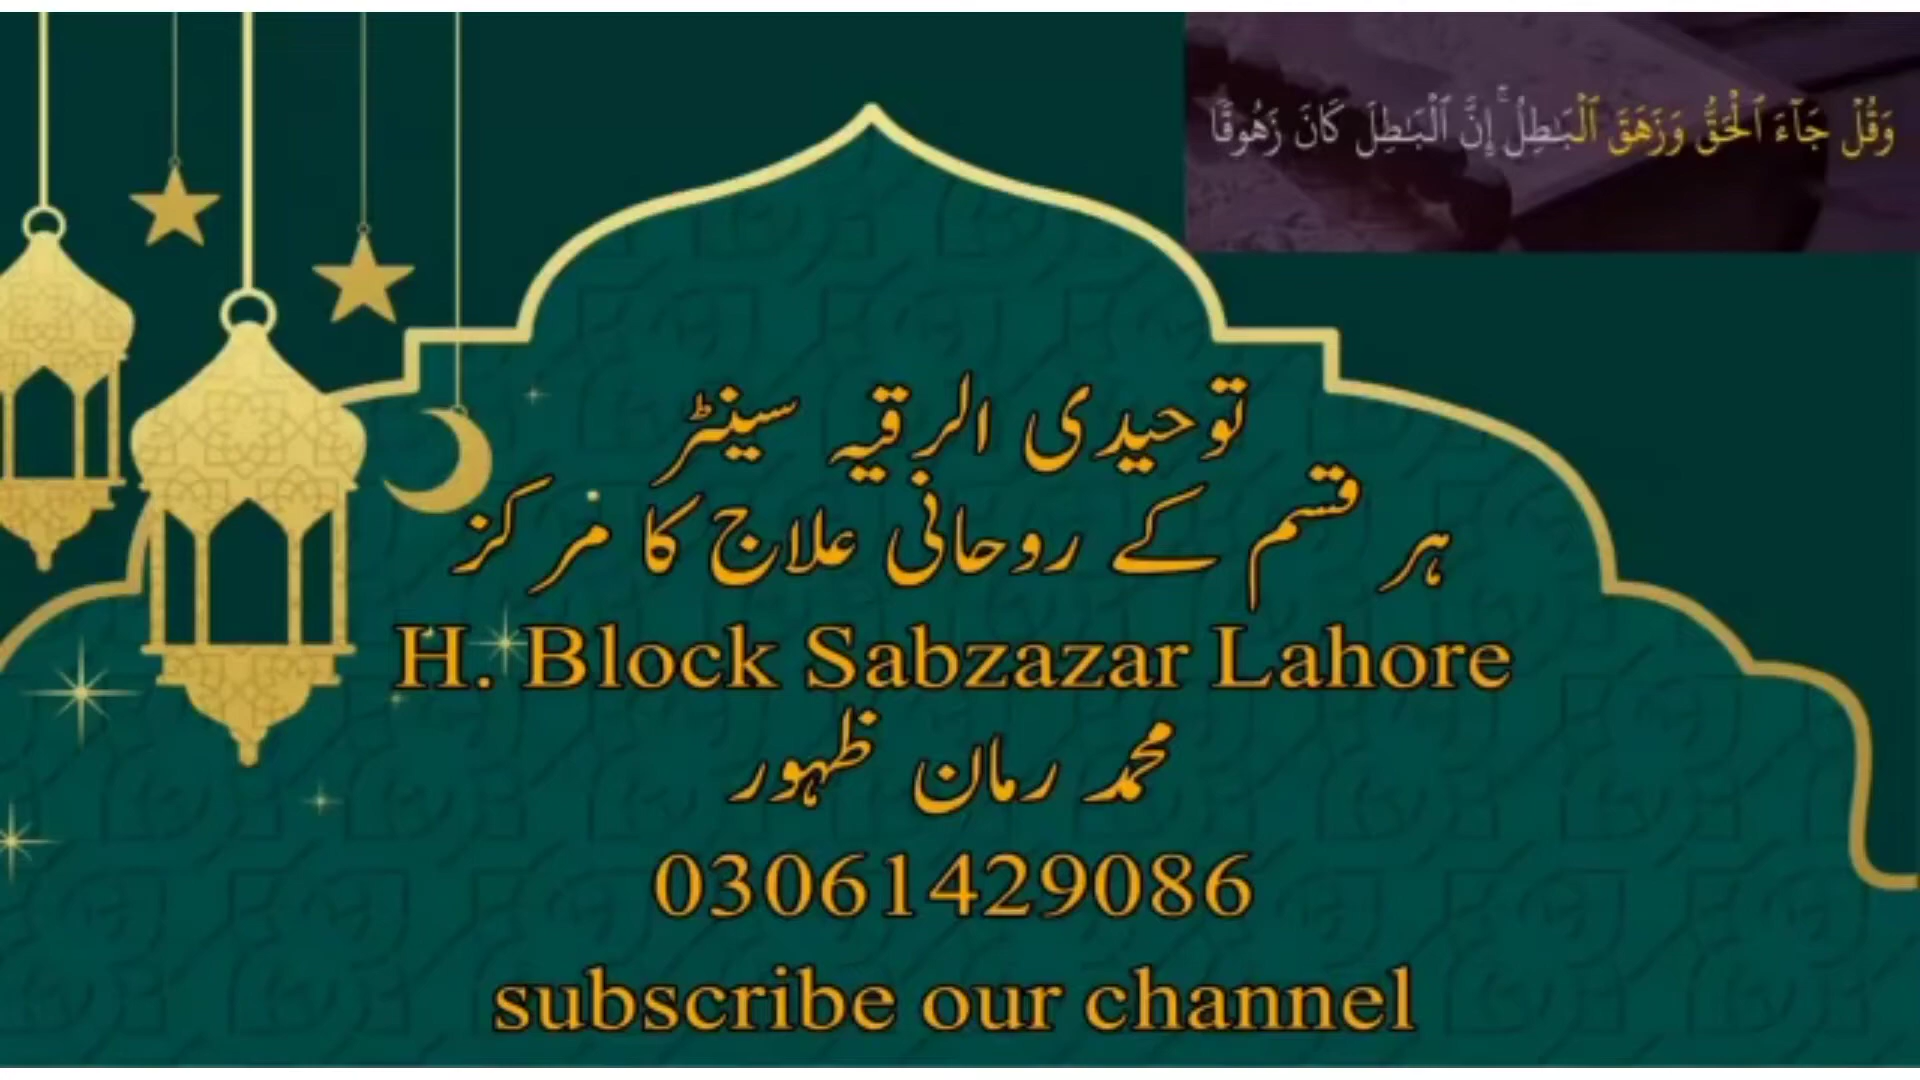 وَقُلْ جَآءَ ٱلْحَقُّ وَزَهَقَ ٱلْبَـٰطِلُ ۚ إِنَّ ٱلْبَـٰطِلَ كَانَ زَهُوقًا
توحیدی الرقیہ سینٹر
ہر قسم کے روحانی علاج کا مرکز
H. Block Sabzazar Lahore
محمد رمان ظہور
03061429086
subscribe our channel